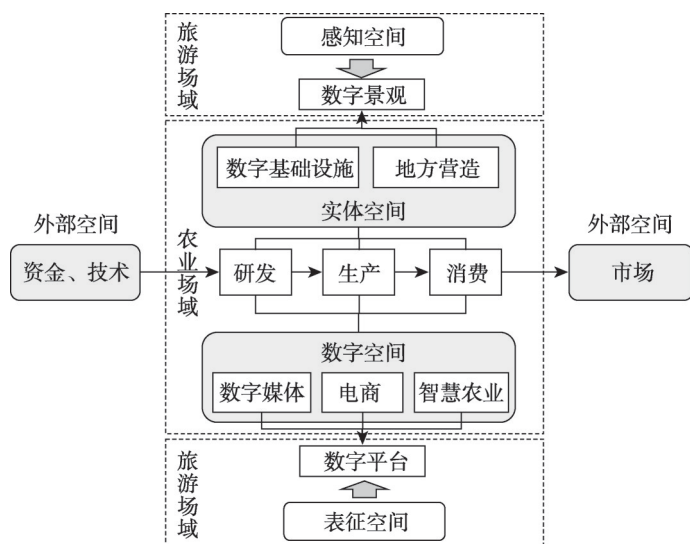 旅游场域
感知空间
数字景观
数字基础设施
地方营造
实体空间
外部空间
资金、技术
农业场域
研发
生产
消费
外部空间
市场
数字空间
数字媒体
电商
智慧农业
旅游场域
数字平台
表征空间